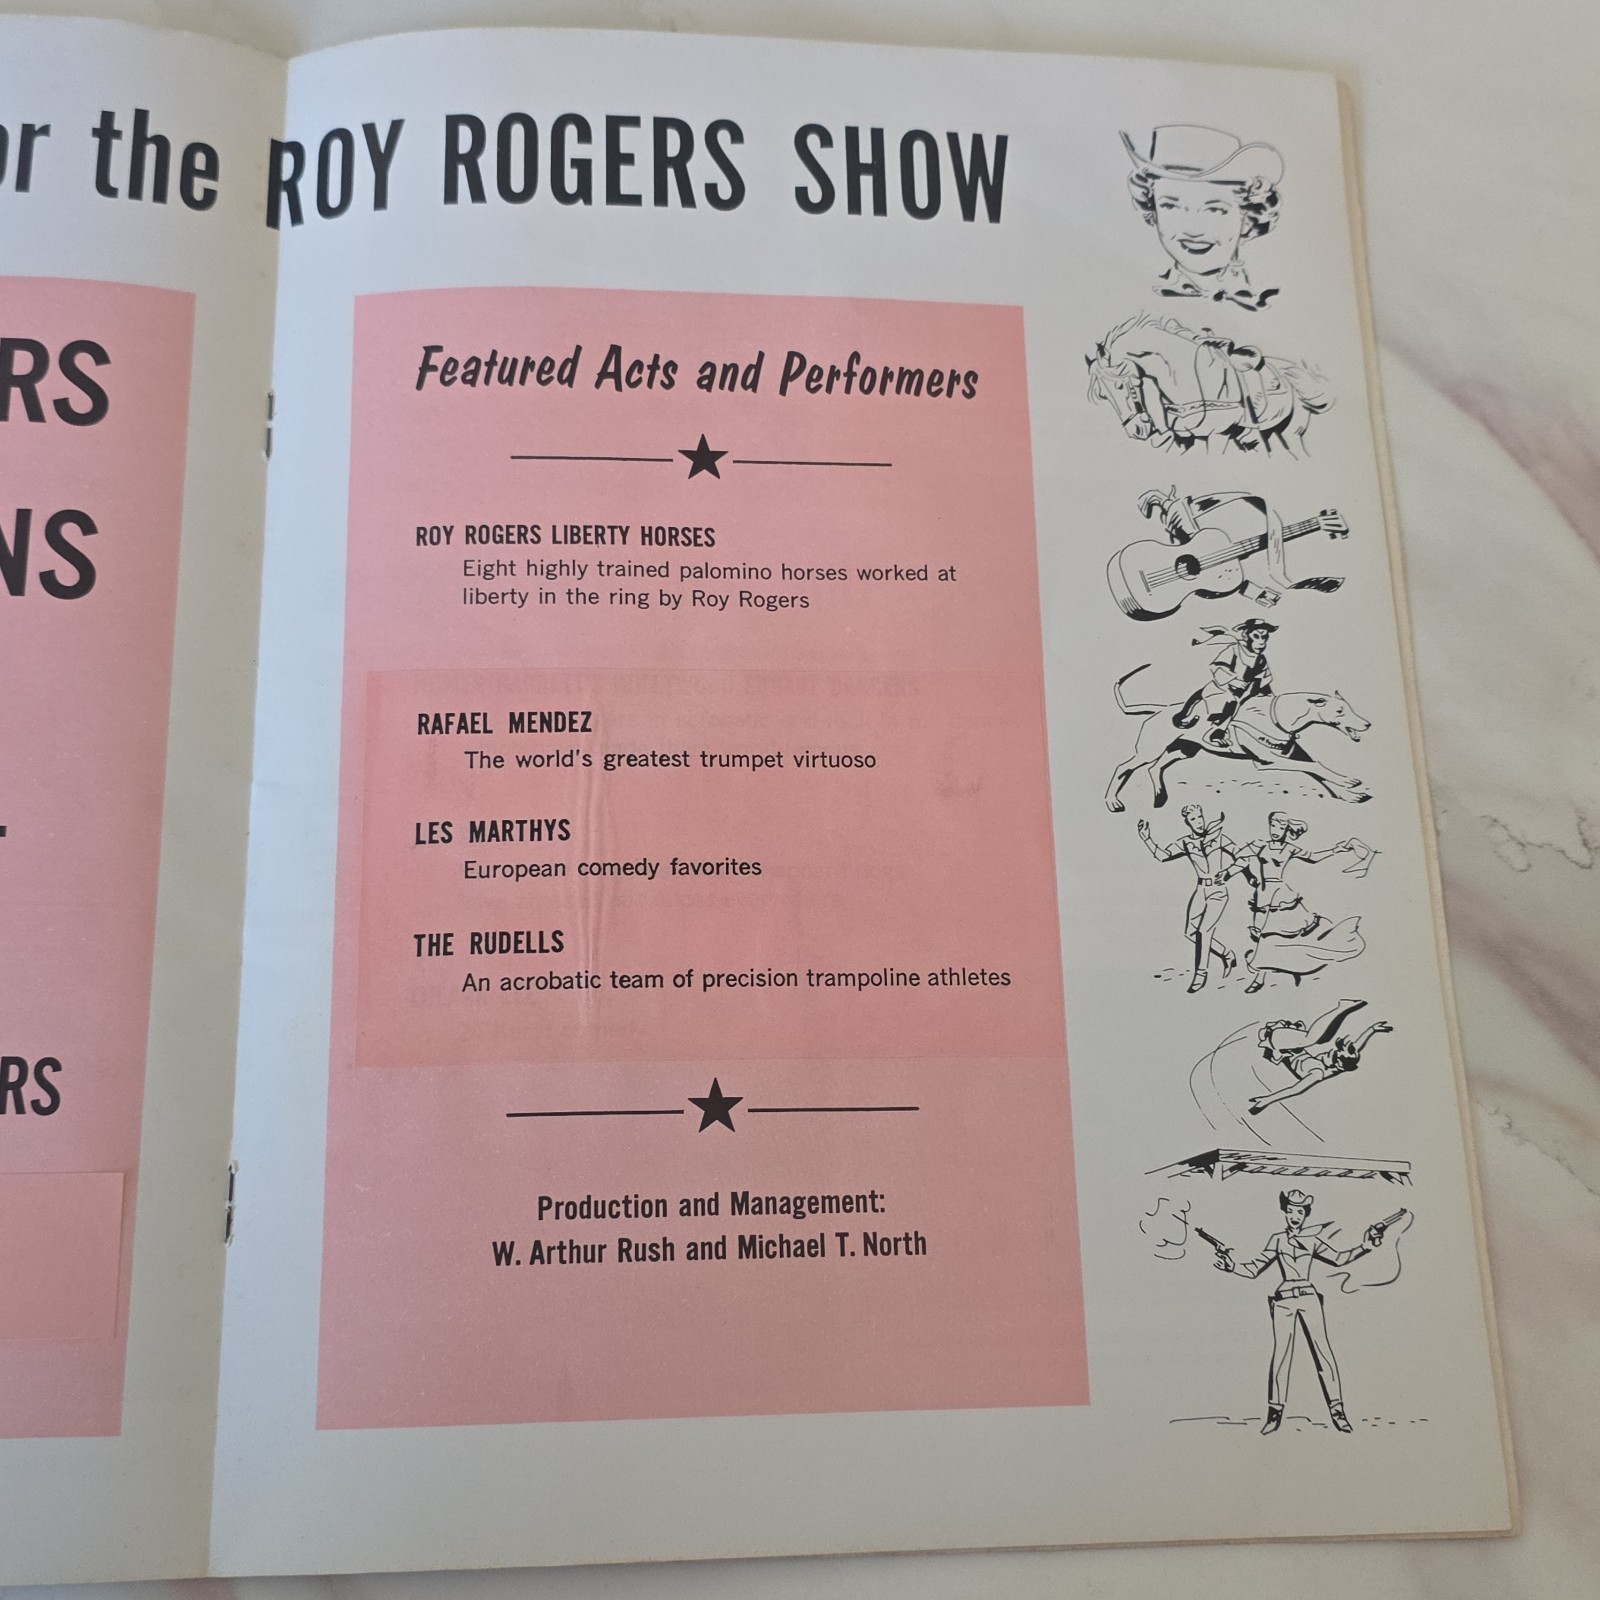 or the ROY ROGERS SHOW
RS
NS
RS
Featured Acts and Performers
ROY ROGERS LIBERTY HORSES
Eight highly trained palomino horses worked at
liberty in the ring by Roy Rogers
RAFAEL MENDEZ
The world's greatest trumpet virtuoso
LES MARTHYS
European comedy favorites
THE RUDELLS
An acrobatic team of precision trampoline athletes
Production and Management:
W. Arthur Rush and Michael T. North